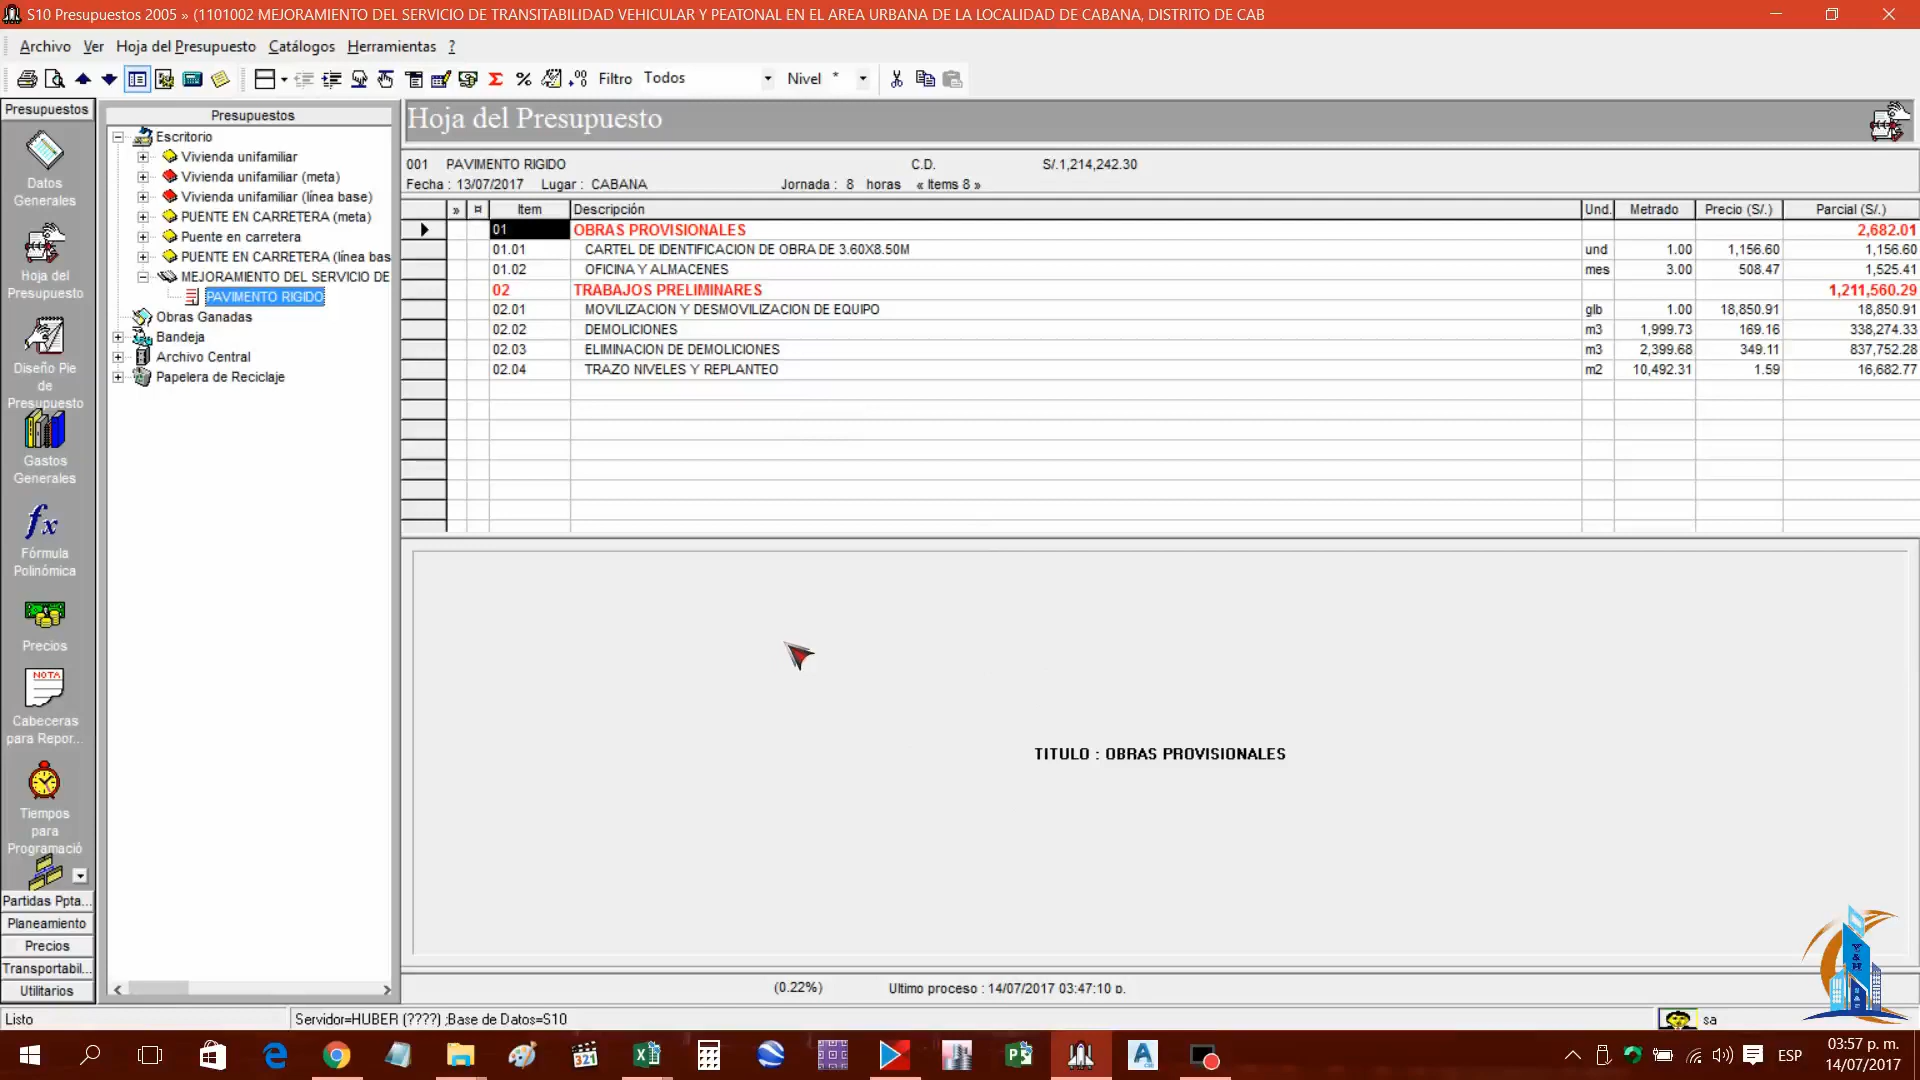 S10 Presupuestos 2005 » (1101002 MEJORAMIENTO DEL SERVICIO DE TRANSITABILIDAD VEHICULAR Y PEATONAL EN EL AREA URBANA DE LA LOCALIDAD DE CABANA, DISTRITO DE CAB
Archivo Ver Hoja del Presupuesto Catálogos Herramientas ?
Filtro Todos Nivel *
Presupuestos
Datos
Generales
Hoja del
Presupuesto
Diseño Pie
de
Presupuesto
Gastos
Generales
fx
Fórmula
Polinómica
Precios
NOTA
Cabeceras
para Repor...
Tiempos
para
Programació
Partidas Ppta...
Planeamiento
Precios
Transportabil...
Utilitarios
Presupuestos
Escritorio
Vivienda unifamiliar
Vivienda unifamiliar (meta)
Vivienda unifamiliar (línea base)
PUENTE EN CARRETERA (meta)
Puente en carretera
PUENTE EN CARRETERA (línea bas
MEJORAMIENTO DEL SERVICIO DE
PAVIMENTO RIGIDO
Obras Ganadas
Bandeja
Archivo Central
Papelera de Reciclaje
Hoja del Presupuesto
001 PAVIMENTO RIGIDO C.D. S/.1,214,242.30
Fecha : 13/07/2017 Lugar : CABANA Jornada : 8 horas « Items 8 »
» ¤ Item Descripción Und. Metrado Precio (S/.) Parcial (S/.)
01 OBRAS PROVISIONALES 2,682.01
01.01 CARTEL DE IDENTIFICACION DE OBRA DE 3.60X8.50M und 1.00 1,156.60 1,156.60
01.02 OFICINA Y ALMACENES mes 3.00 508.47 1,525.41
02 TRABAJOS PRELIMINARES 1,211,560.29
02.01 MOVILIZACION Y DESMOVILIZACION DE EQUIPO glb 1.00 18,850.91 18,850.91
02.02 DEMOLICIONES m3 1,999.73 169.16 338,274.33
02.03 ELIMINACION DE DEMOLICIONES m3 2,399.68 349.11 837,752.28
02.04 TRAZO NIVELES Y REPLANTEO m2 10,492.31 1.59 16,682.77
TITULO : OBRAS PROVISIONALES
(0.22%) Ultimo proceso : 14/07/2017 03:47:10 p.
Listo Servidor=HUBER (????) ;Base de Datos=S10 sa
ESP 03:57 p. m.
14/07/2017